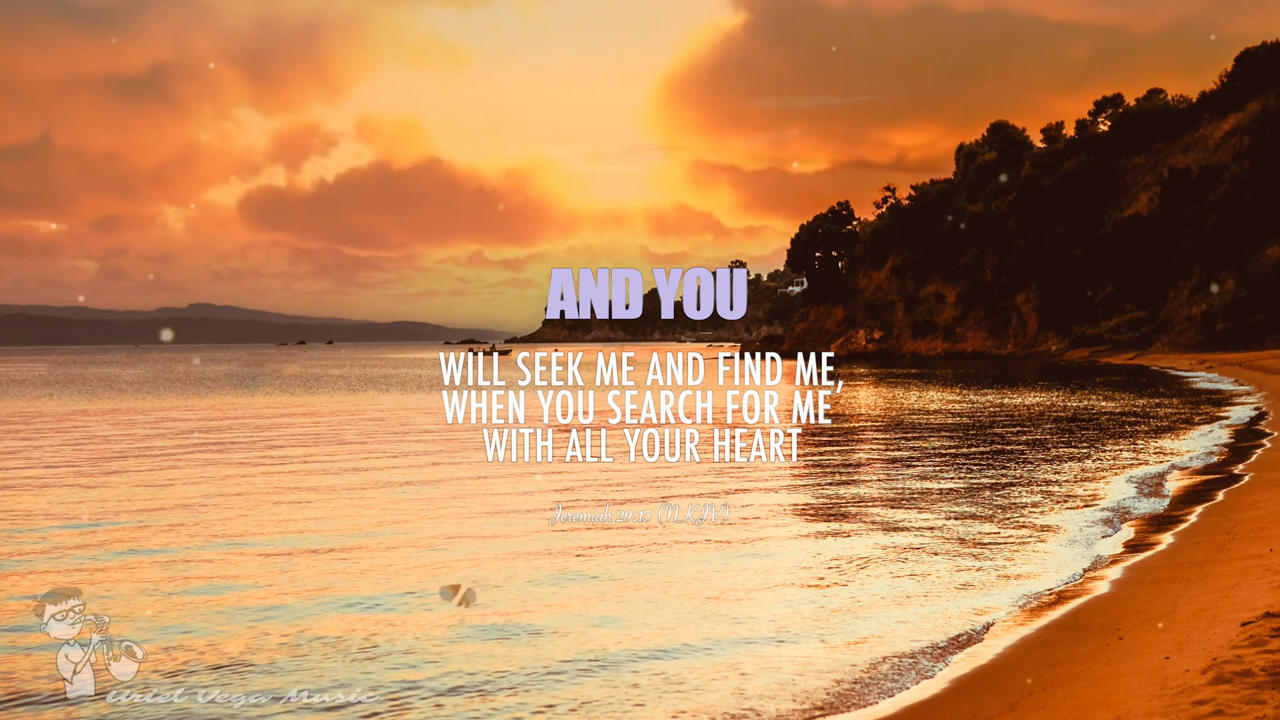 AND YOU
WILL SEEK ME AND FIND ME,
WHEN YOU SEARCH FOR ME
WITH ALL YOUR HEART
Jeremiah 29:13 (NKJV)
Uriel Vega Music